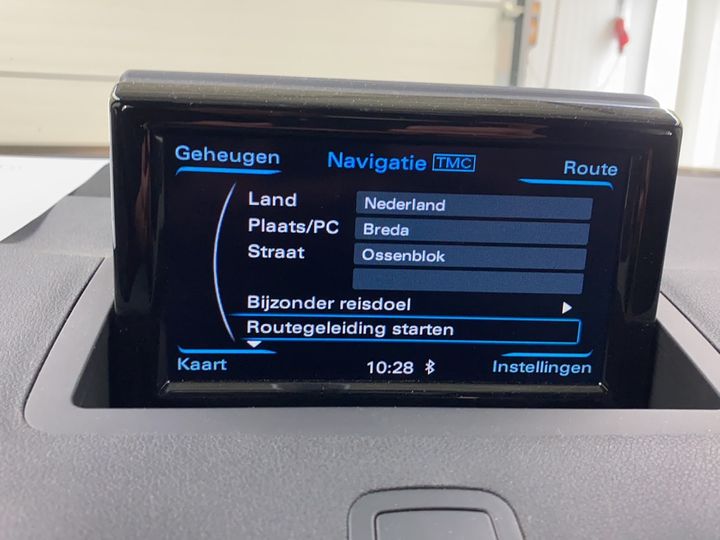 Geheugen Navigatie TMC Route
Land Nederland
Plaats/PC Breda
Straat Ossenblok
Bijzonder reisdoel
Routegeleiding starten
Kaart 10:28 Instellingen